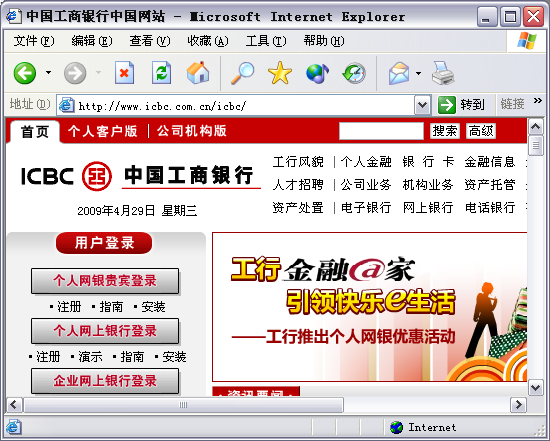 中国工商银行中国网站 - Microsoft Internet Explorer
文件(F) 编辑(E) 查看(V) 收藏(A) 工具(T) 帮助(H)
地址(D) http://www.icbc.com.cn/icbc/ 转到 链接 »
首页 个人客户版 | 公司机构版 搜索 高级
ICBC 中国工商银行
2009年4月29日 星期三
工行风貌 | 个人金融 银行卡 金融信息
人才招聘 | 公司业务 机构业务 资产托管
资产处置 | 电子银行 网上银行 电话银行
用户登录
个人网银贵宾登录
·注册 ·指南 ·安装
个人网上银行登录
·注册 ·演示 ·指南 ·安装
企业网上银行登录
工行金融@家
引领快乐e生活
——工行推出个人网银优惠活动
Internet